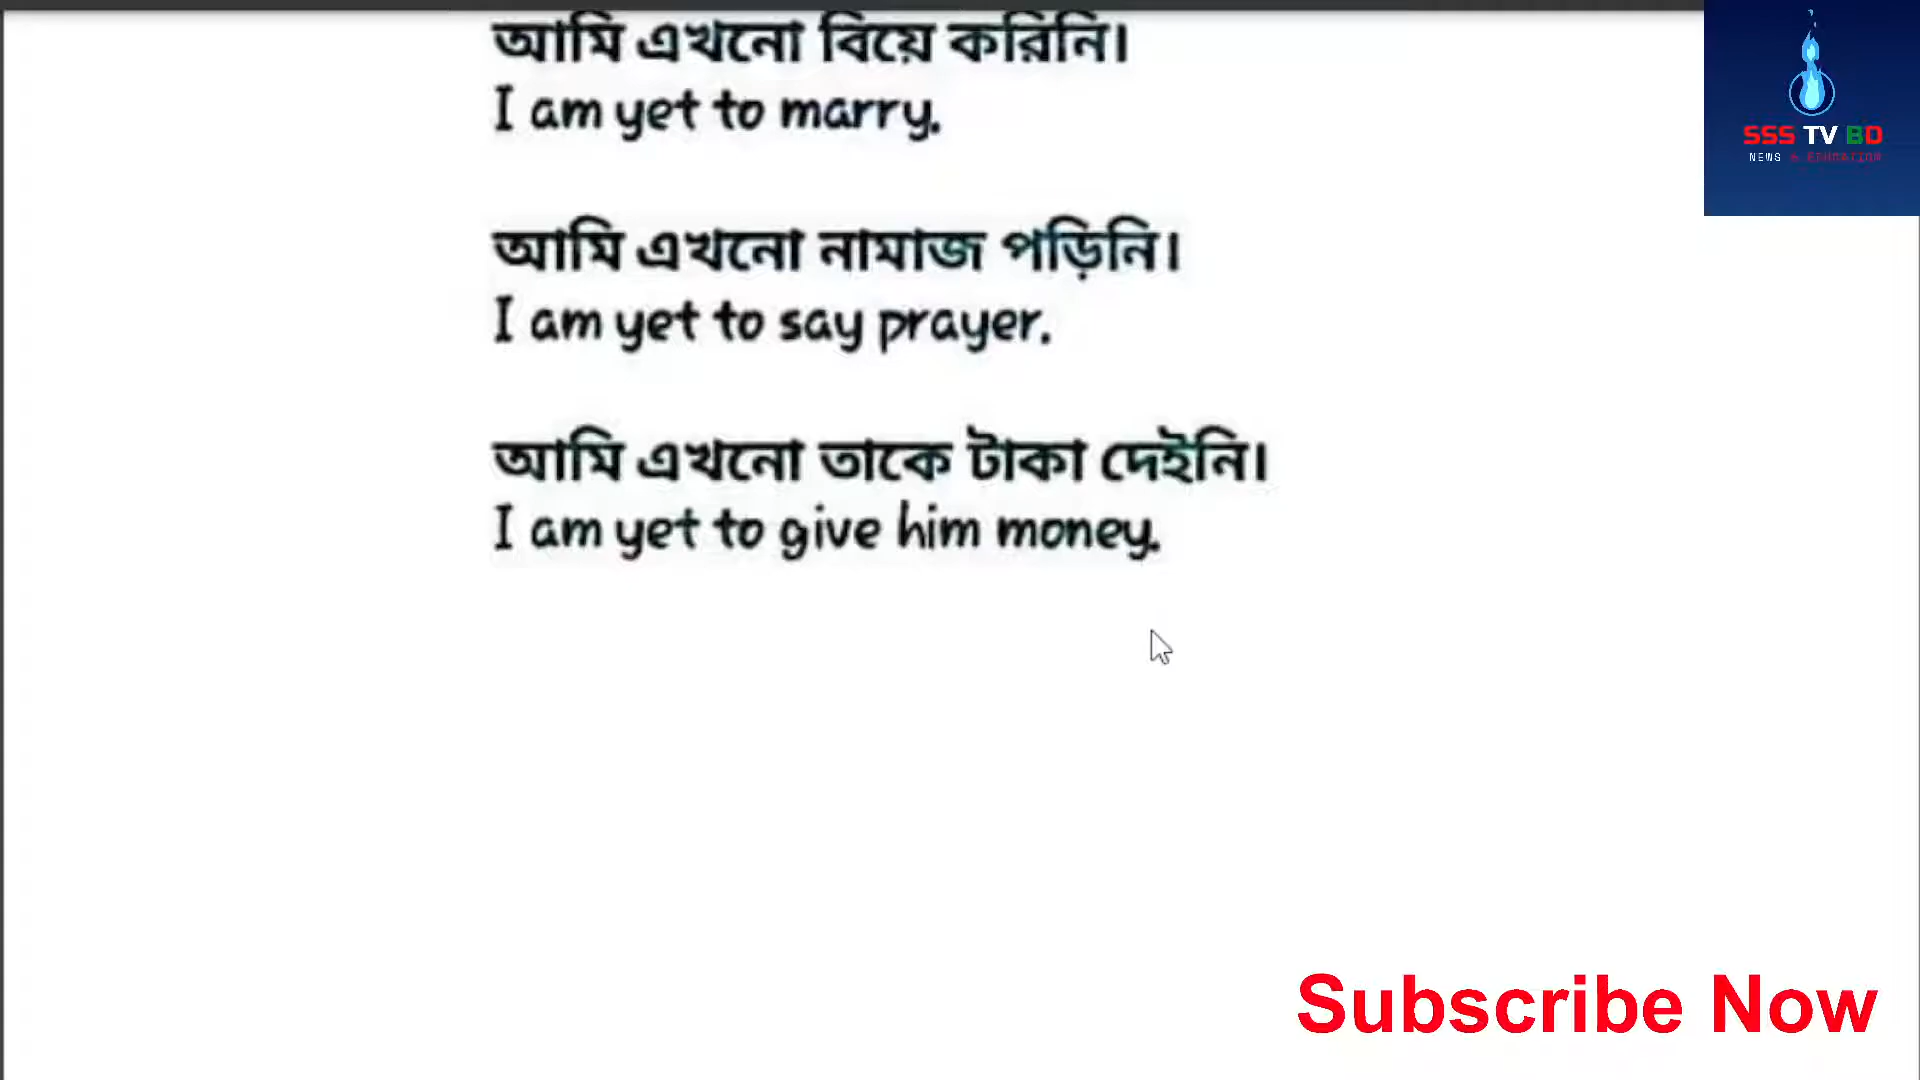 আমি এখনো বিয়ে করিনি।
I am yet to marry.
আমি এখনো নামাজ পড়িনি।
I am yet to say prayer.
আমি এখনো তাকে টাকা দেইনি।
I am yet to give him money.
SSS TV BD
NEWS & EDUCATION
Subscribe Now